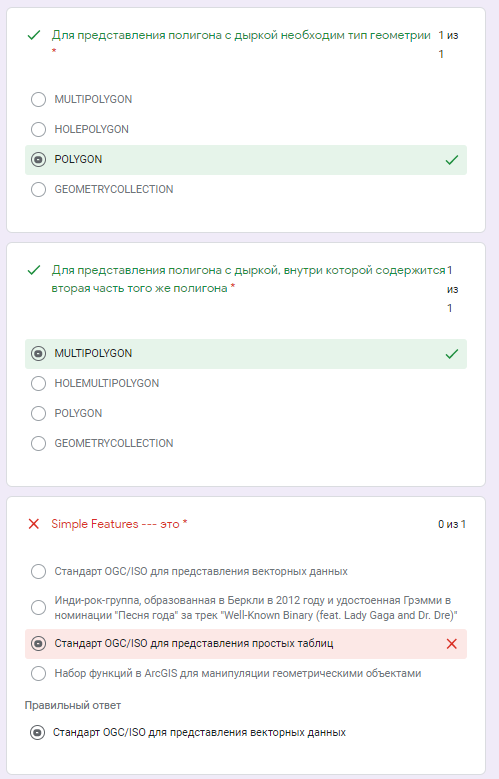 Для представления полигона с дыркой необходим тип геометрии 1 из
* 1
MULTIPOLYGON
HOLEPOLYGON
POLYGON
GEOMETRYCOLLECTION
Для представления полигона с дыркой, внутри которой содержится 1
вторая часть того же полигона * из
1
MULTIPOLYGON
HOLEMULTIPOLYGON
POLYGON
GEOMETRYCOLLECTION
Simple Features --- это * 0 из 1
Стандарт OGC/ISO для представления векторных данных
Инди-рок-группа, образованная в Беркли в 2012 году и удостоенная Грэмми в
номинации "Песня года" за трек "Well-Known Binary (feat. Lady Gaga and Dr. Dre)"
Стандарт OGC/ISO для представления простых таблиц
Набор функций в ArcGIS для манипуляции геометрическими объектами
Правильный ответ
Стандарт OGC/ISO для представления векторных данных